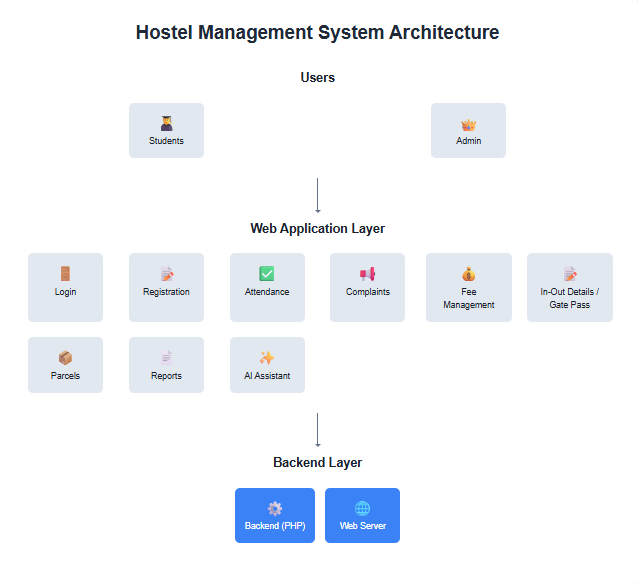 Hostel Management System Architecture
Users
Students
Admin
Web Application Layer
Login
Registration
Attendance
Complaints
Fee
Management
In-Out Details /
Gate Pass
Parcels
Reports
AI Assistant
Backend Layer
Backend (PHP)
Web Server